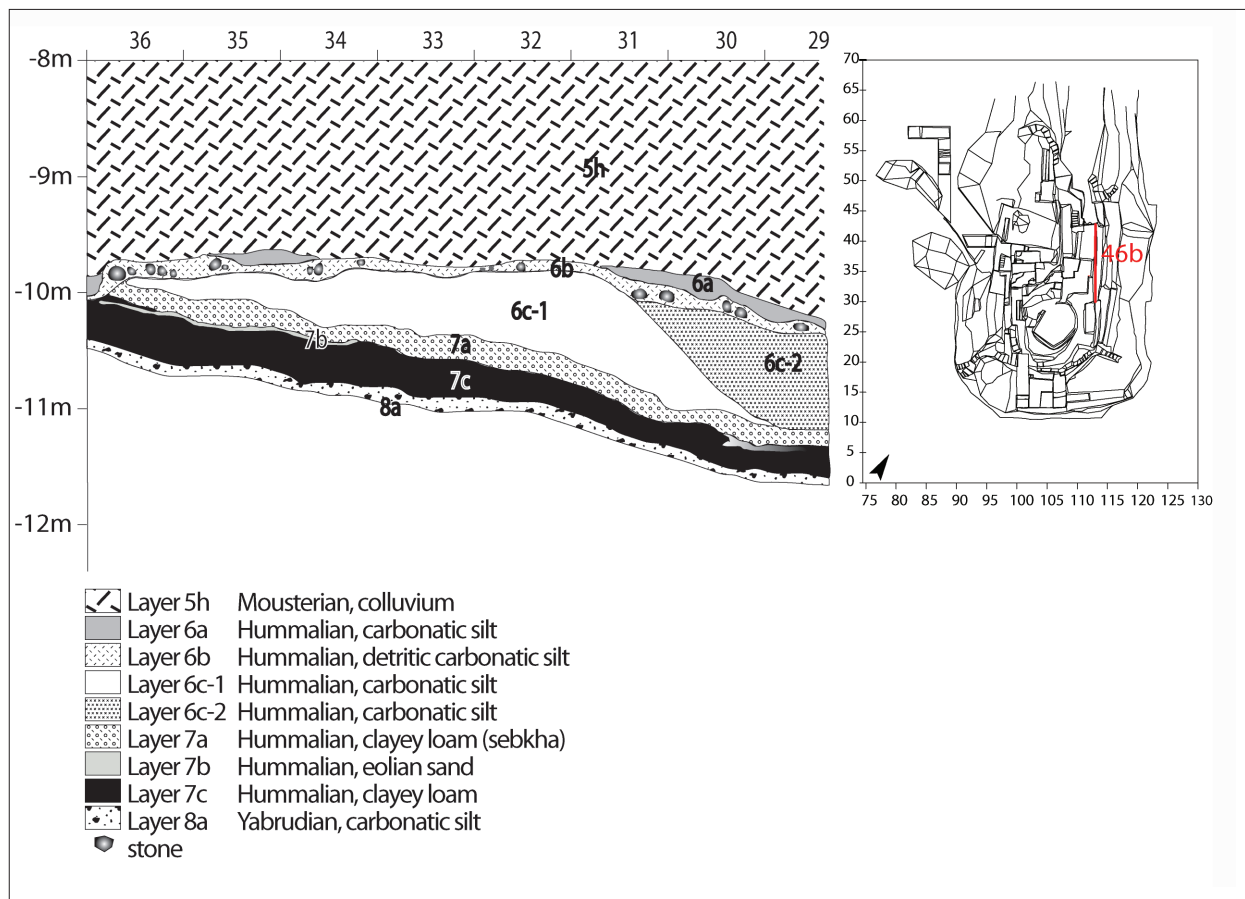 36 35 34 33 32 31 30 29
-8m
-9m
-10m
-11m
-12m
5h
6b
6a
6c-1
7b
7a
6c-2
7c
8a
70
65
60
55
50
45
40
35
30
25
20
15
10
5
0
46b
75 80 85 90 95 100 105 110 115 120 125 130
Layer 5h Mousterian, colluvium
Layer 6a Hummalian, carbonatic silt
Layer 6b Hummalian, detritic carbonatic silt
Layer 6c-1 Hummalian, carbonatic silt
Layer 6c-2 Hummalian, carbonatic silt
Layer 7a Hummalian, clayey loam (sebkha)
Layer 7b Hummalian, eolian sand
Layer 7c Hummalian, clayey loam
Layer 8a Yabrudian, carbonatic silt
stone